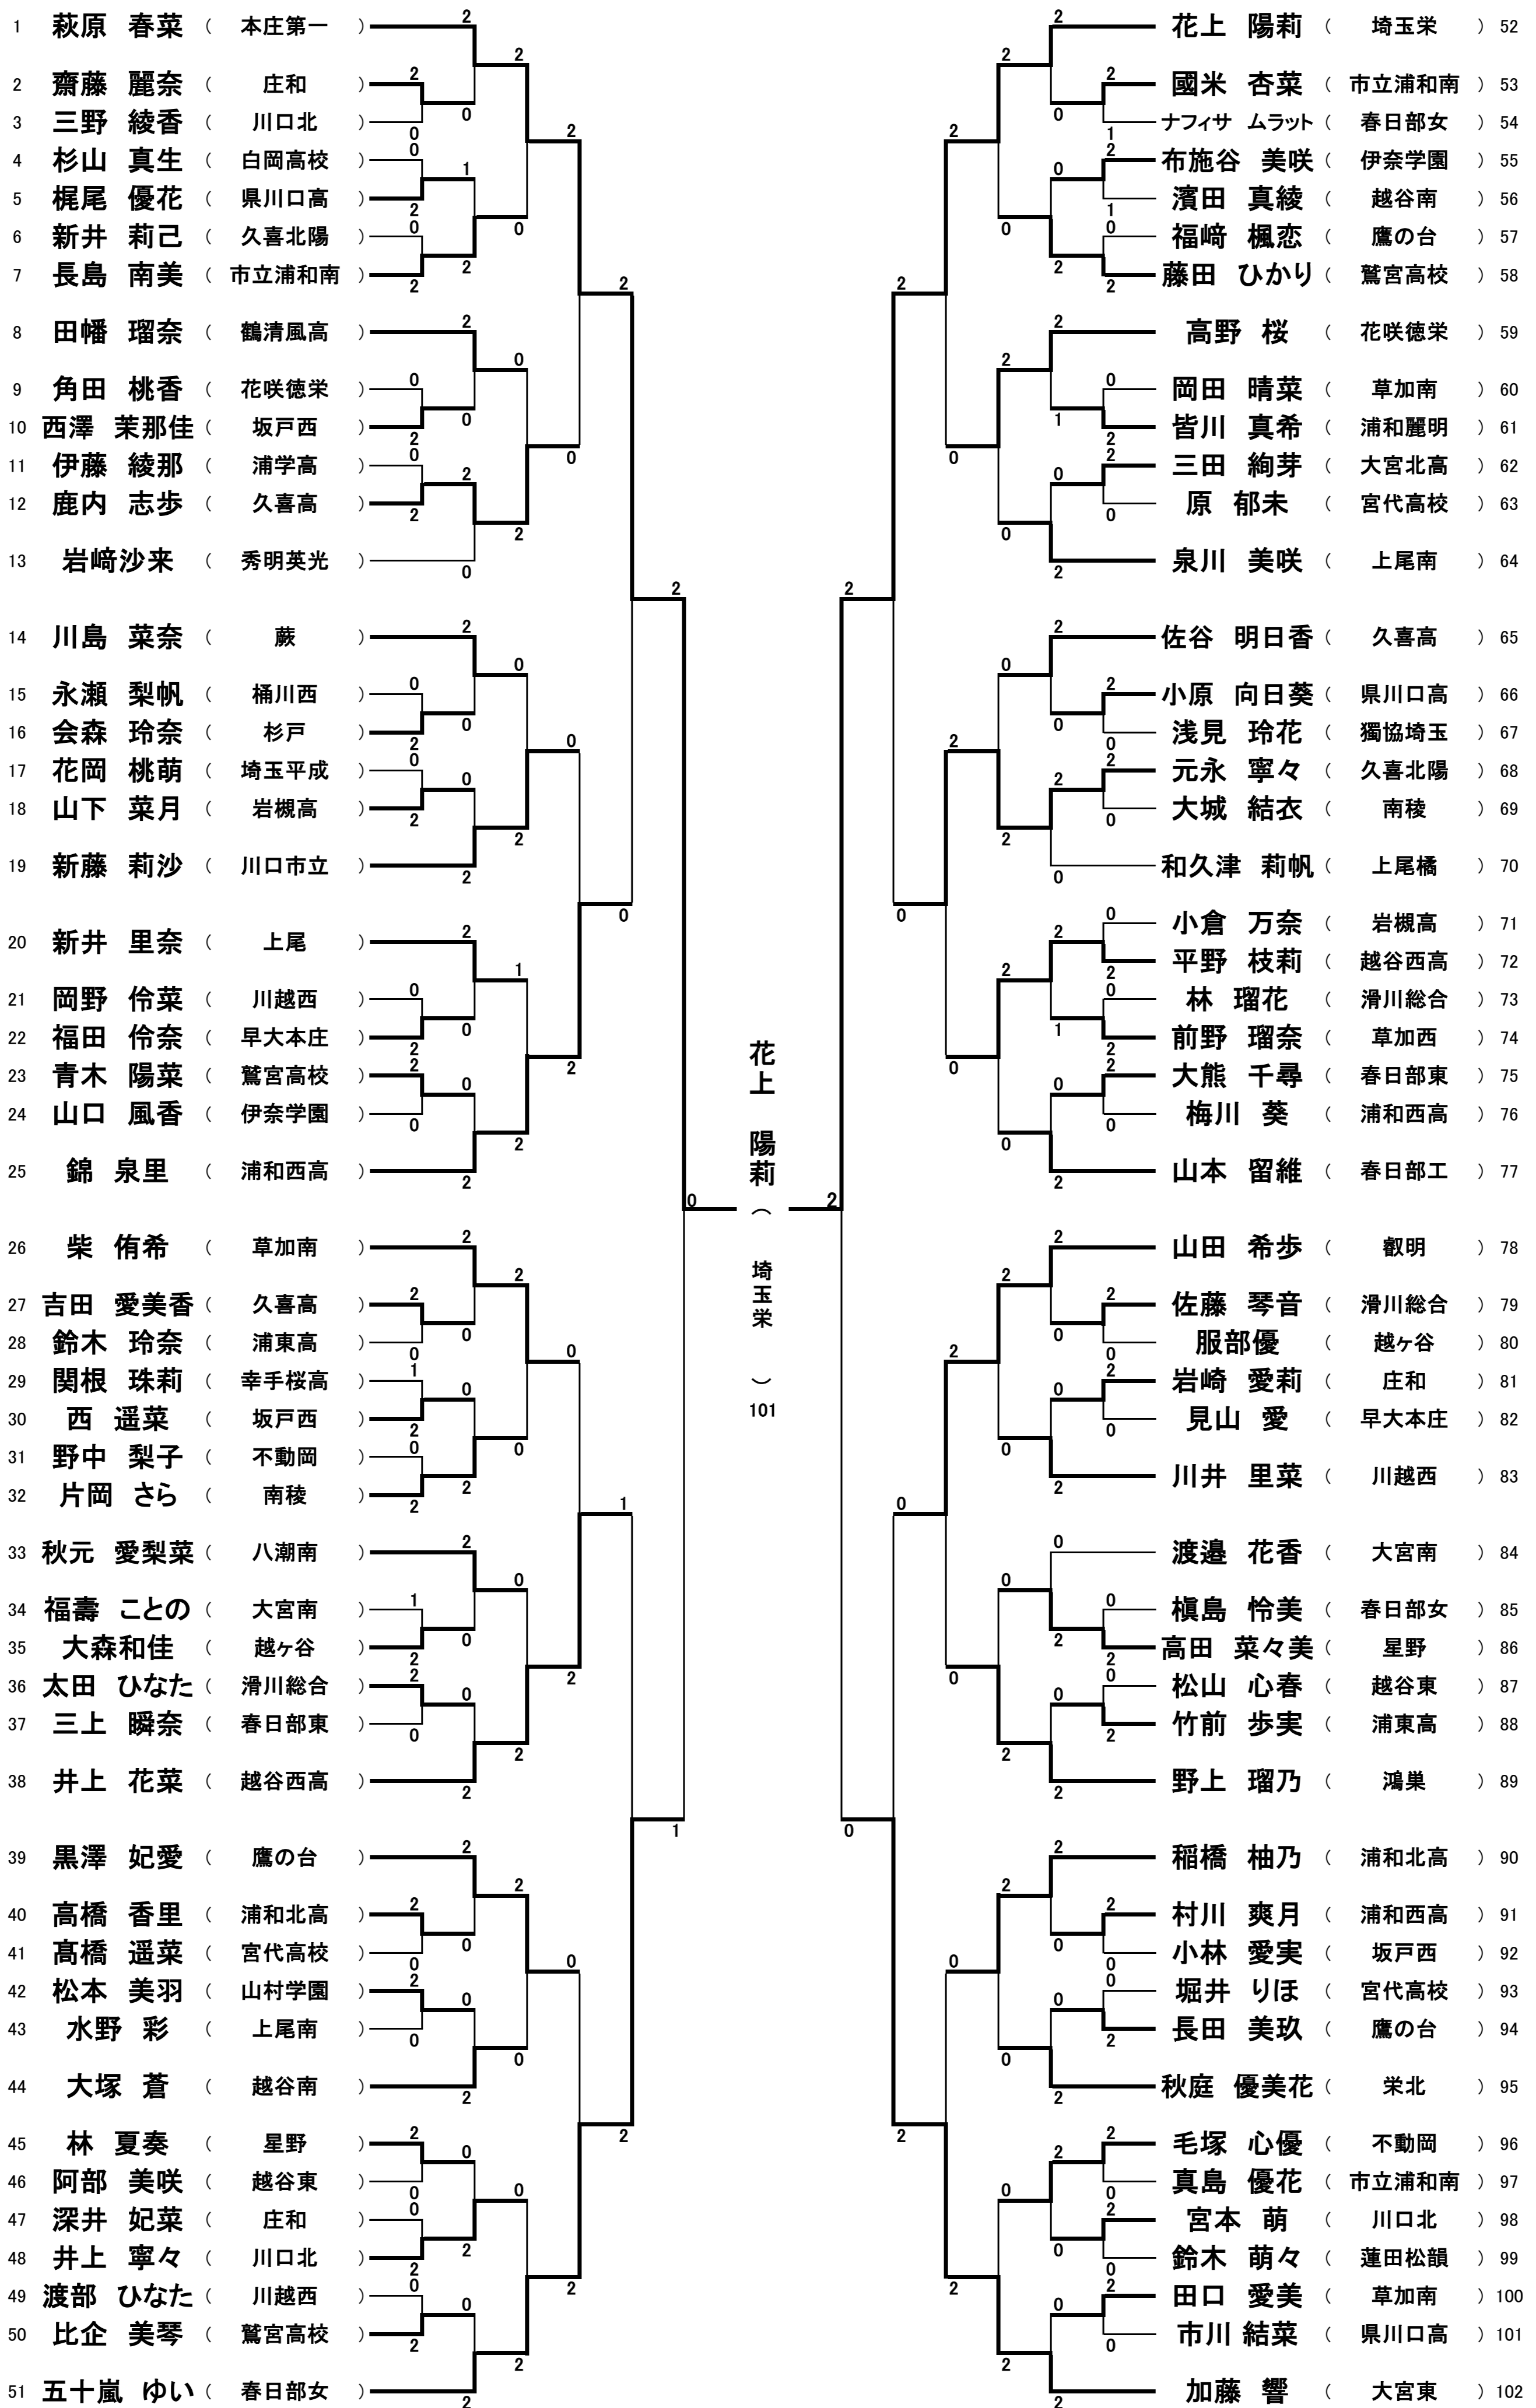 1 萩原 春菜 ( 本庄第一 )
2 齋藤 麗奈 ( 庄和 )
3 三野 綾香 ( 川口北 )
4 杉山 真生 ( 白岡高校 )
5 梶尾 優花 ( 県川口高 )
6 新井 莉己 ( 久喜北陽 )
7 長島 南美 ( 市立浦和南 )
8 田幡 瑠奈 ( 鶴清風高 )
9 角田 桃香 ( 花咲徳栄 )
10 西澤 茉那佳 ( 坂戸西 )
11 伊藤 綾那 ( 浦学高 )
12 鹿内 志歩 ( 久喜高 )
13 岩﨑沙来 ( 秀明英光 )
14 川島 菜奈 ( 蕨 )
15 永瀬 梨帆 ( 桶川西 )
16 会森 玲奈 ( 杉戸 )
17 花岡 桃萌 ( 埼玉平成 )
18 山下 菜月 ( 岩槻高 )
19 新藤 莉沙 ( 川口市立 )
20 新井 里奈 ( 上尾 )
21 岡野 伶菜 ( 川越西 )
22 福田 伶奈 ( 早大本庄 )
23 青木 陽菜 ( 鷲宮高校 )
24 山口 風香 ( 伊奈学園 )
25 錦 泉里 ( 浦和西高 )
26 柴 侑希 ( 草加南 )
27 吉田 愛美香 ( 久喜高 )
28 鈴木 玲奈 ( 浦東高 )
29 関根 珠莉 ( 幸手桜高 )
30 西 遥菜 ( 坂戸西 )
31 野中 梨子 ( 不動岡 )
32 片岡 さら ( 南稜 )
33 秋元 愛梨菜 ( 八潮南 )
34 福壽 ことの ( 大宮南 )
35 大森和佳 ( 越ヶ谷 )
36 太田 ひなた ( 滑川総合 )
37 三上 瞬奈 ( 春日部東 )
38 井上 花菜 ( 越谷西高 )
39 黒澤 妃愛 ( 鷹の台 )
40 高橋 香里 ( 浦和北高 )
41 髙橋 遥菜 ( 宮代高校 )
42 松本 美羽 ( 山村学園 )
43 水野 彩 ( 上尾南 )
44 大塚 蒼 ( 越谷南 )
45 林 夏奏 ( 星野 )
46 阿部 美咲 ( 越谷東 )
47 深井 妃菜 ( 庄和 )
48 井上 寧々 ( 川口北 )
49 渡部 ひなた ( 川越西 )
50 比企 美琴 ( 鷲宮高校 )
51 五十嵐 ゆい ( 春日部女 )
花上 陽莉 ( 埼玉栄 ) 101
花上 陽莉 ( 埼玉栄 ) 52
國米 杏菜 ( 市立浦和南 ) 53
ナフィサ ムラット ( 春日部女 ) 54
布施谷 美咲 ( 伊奈学園 ) 55
濱田 真綾 ( 越谷南 ) 56
福﨑 楓恋 ( 鷹の台 ) 57
藤田 ひかり ( 鷲宮高校 ) 58
高野 桜 ( 花咲徳栄 ) 59
岡田 晴菜 ( 草加南 ) 60
皆川 真希 ( 浦和麗明 ) 61
三田 絢芽 ( 大宮北高 ) 62
原 郁未 ( 宮代高校 ) 63
泉川 美咲 ( 上尾南 ) 64
佐谷 明日香 ( 久喜高 ) 65
小原 向日葵 ( 県川口高 ) 66
浅見 玲花 ( 獨協埼玉 ) 67
元永 寧々 ( 久喜北陽 ) 68
大城 結衣 ( 南稜 ) 69
和久津 莉帆 ( 上尾橘 ) 70
小倉 万奈 ( 岩槻高 ) 71
平野 枝莉 ( 越谷西高 ) 72
林 瑠花 ( 滑川総合 ) 73
前野 瑠奈 ( 草加西 ) 74
大熊 千尋 ( 春日部東 ) 75
梅川 葵 ( 浦和西高 ) 76
山本 留維 ( 春日部工 ) 77
山田 希歩 ( 叡明 ) 78
佐藤 琴音 ( 滑川総合 ) 79
服部優 ( 越ヶ谷 ) 80
岩崎 愛莉 ( 庄和 ) 81
見山 愛 ( 早大本庄 ) 82
川井 里菜 ( 川越西 ) 83
渡邉 花香 ( 大宮南 ) 84
槇島 怜美 ( 春日部女 ) 85
高田 菜々美 ( 星野 ) 86
松山 心春 ( 越谷東 ) 87
竹前 歩実 ( 浦東高 ) 88
野上 瑠乃 ( 鴻巣 ) 89
稲橋 柚乃 ( 浦和北高 ) 90
村川 爽月 ( 浦和西高 ) 91
小林 愛実 ( 坂戸西 ) 92
堀井 りほ ( 宮代高校 ) 93
長田 美玖 ( 鷹の台 ) 94
秋庭 優美花 ( 栄北 ) 95
毛塚 心優 ( 不動岡 ) 96
真島 優花 ( 市立浦和南 ) 97
宮本 萌 ( 川口北 ) 98
鈴木 萌々 ( 蓮田松韻 ) 99
田口 愛美 ( 草加南 ) 100
市川 結菜 ( 県川口高 ) 101
加藤 響 ( 大宮東 ) 102